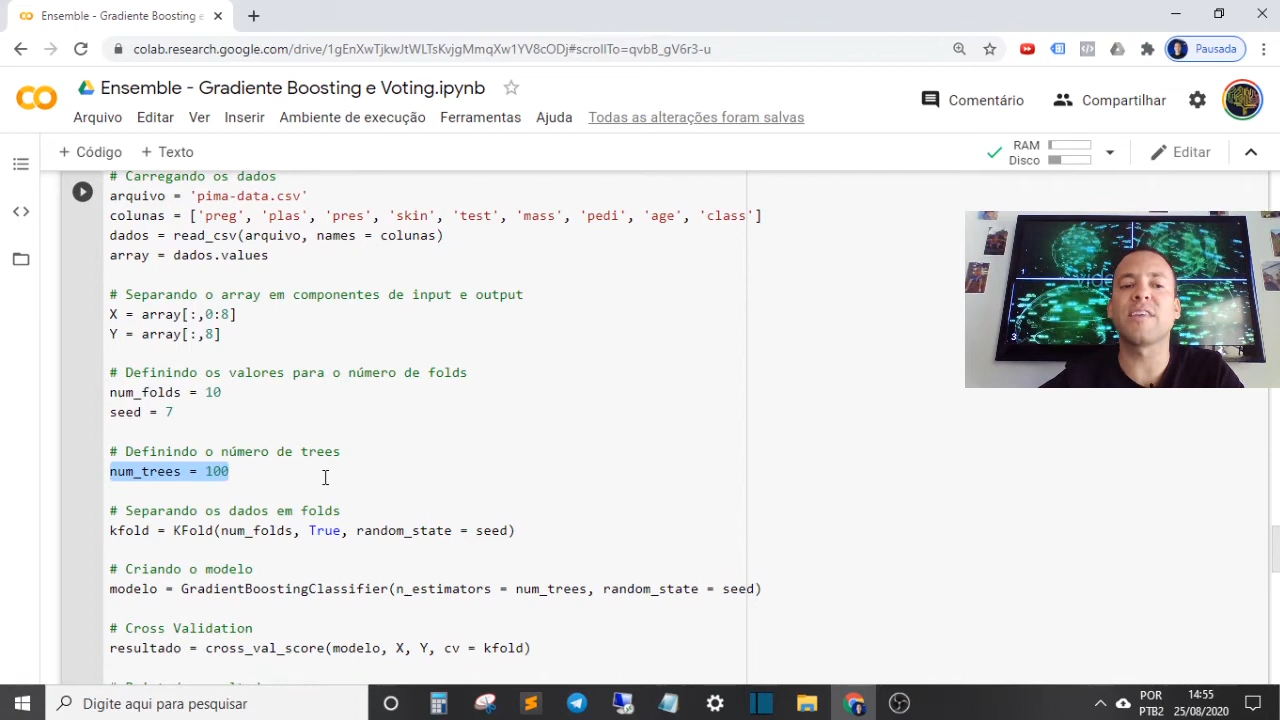 Ensemble - Gradiente Boosting e
colab.research.google.com/drive/1gEnXwTjkwJtWLTsKvjgMmqXw1YV8cODj#scrollTo=qvbB_gV6r3-u
Pausada
Ensemble - Gradiente Boosting e Voting.ipynb
Comentário
Compartilhar
Arquivo Editar Ver Inserir Ambiente de execução Ferramentas Ajuda Todas as alterações foram salvas
+ Código + Texto
RAM
Disco
Editar
# Carregando os dados
arquivo = 'pima-data.csv'
colunas = ['preg', 'plas', 'pres', 'skin', 'test', 'mass', 'pedi', 'age', 'class']
dados = read_csv(arquivo, names = colunas)
array = dados.values
# Separando o array em componentes de input e output
X = array[:,0:8]
Y = array[:,8]
# Definindo os valores para o número de folds
num_folds = 10
seed = 7
# Definindo o número de trees
num_trees = 100
# Separando os dados em folds
kfold = KFold(num_folds, True, random_state = seed)
# Criando o modelo
modelo = GradientBoostingClassifier(n_estimators = num_trees, random_state = seed)
# Cross Validation
resultado = cross_val_score(modelo, X, Y, cv = kfold)
1
3
Digite aqui para pesquisar
POR
PTB2
14:55
25/08/2020